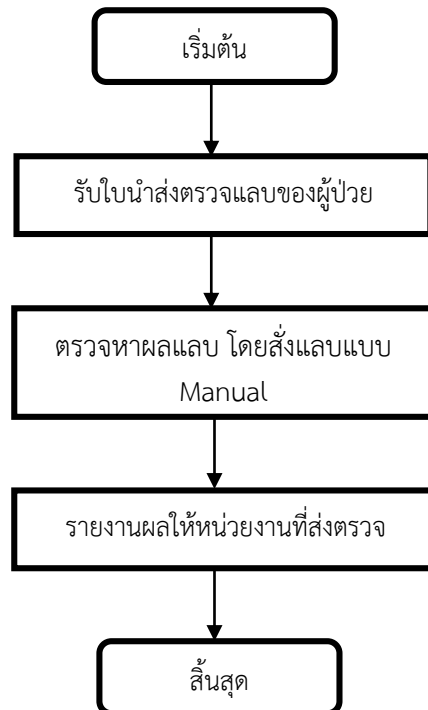 เริ่มต้น
รับใบนำส่งตรวจแลบของผู้ป่วย
ตรวจหาผลแลบ โดยสั่งแลบแบบ
Manual
รายงานผลให้หน่วยงานที่ส่งตรวจ
สิ้นสุด